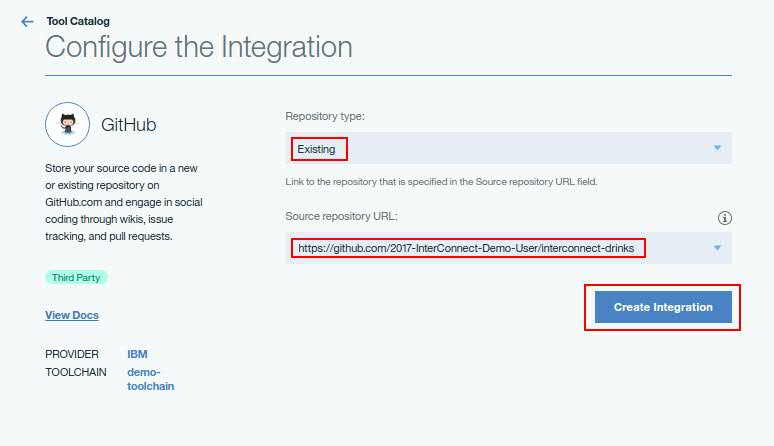 Tool Catalog
Configure the Integration
GitHub
Store your source code in a new
or existing repository on
GitHub.com and engage in social
coding through wikis, issue
tracking, and pull requests.
Third Party
View Docs
PROVIDER IBM
TOOLCHAIN demo-
toolchain
Repository type:
Existing
Link to the repository that is specified in the Source repository URL field.
Source repository URL:
https://github.com/2017-InterConnect-Demo-User/interconnect-drinks
Create Integration